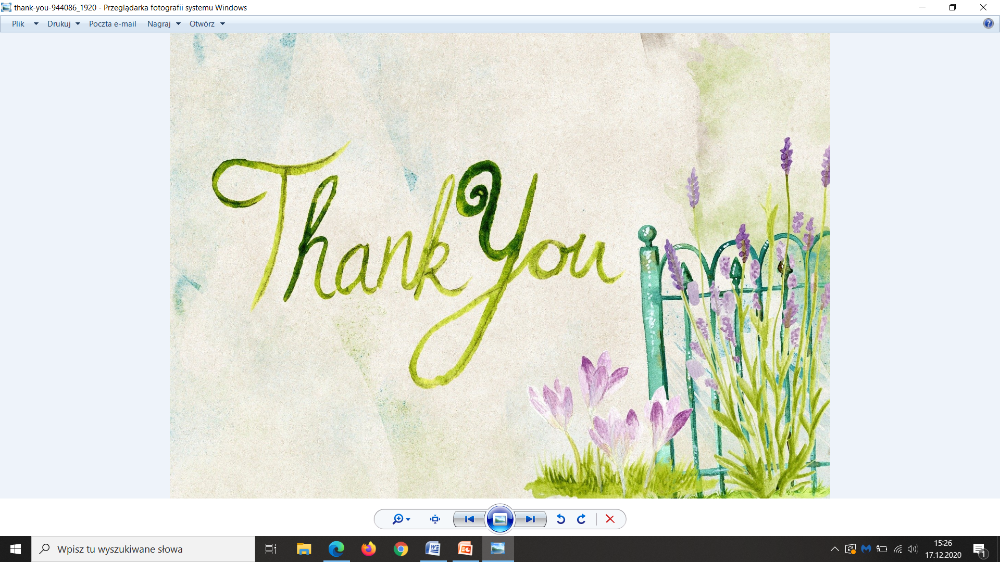 thank-you-944086_1920 - Przeglądarka fotografii systemu Windows
Plik Drukuj Poczta e-mail Nagraj Otwórz
Thank You
Wpisz tu wyszukiwane słowa
15:26
17.12.2020
1